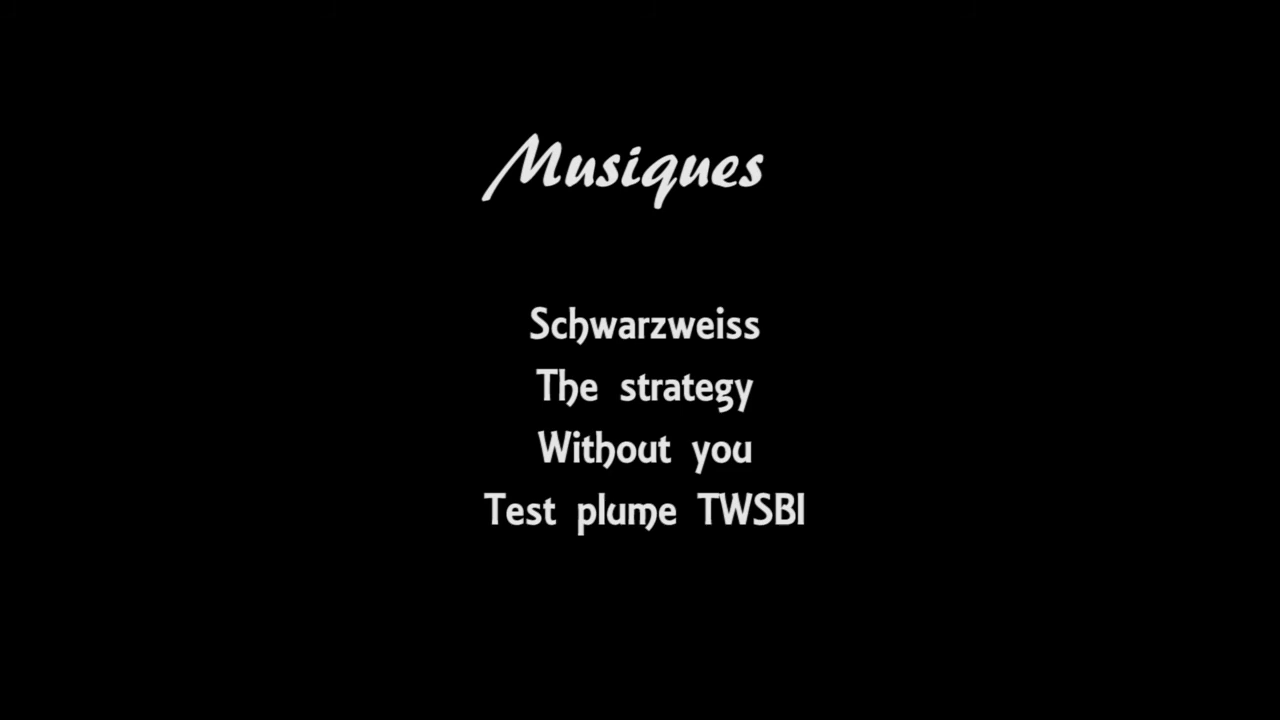 Musiques
Schwarzweiss
The strategy
Without you
Test plume TWSBI